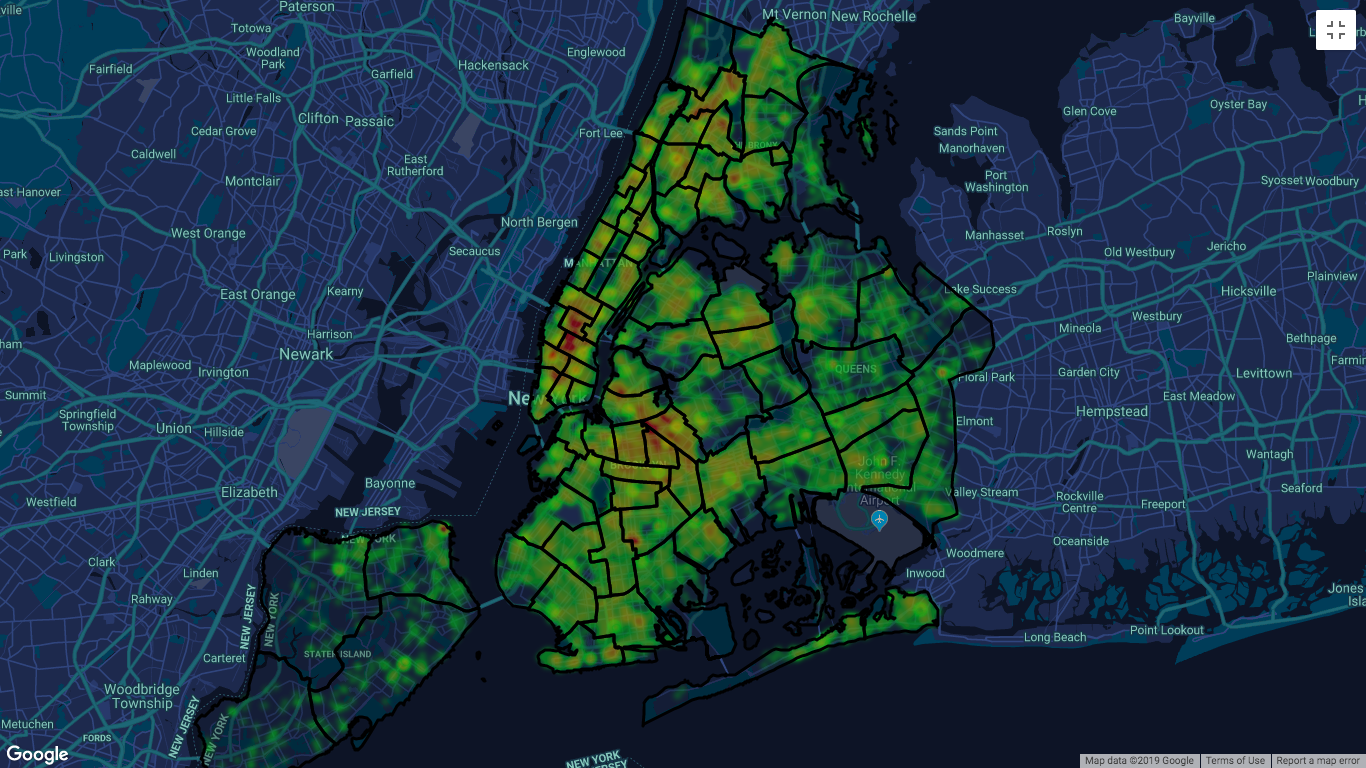 ville
Paterson
Mt Vernon
New Rochelle
Bayville
Totowa
Woodland
Park
Englewood
Hackensack
Fairfield
Garfield
Little Falls
Clifton
Passaic
Fort Lee
Glen Cove
Oyster Bay
Cedar Grove
Sands Point
Manorhaven
Caldwell
East
Rutherford
Montclair
Port
Washington
Syosset
Woodbury
ast Hanover
North Bergen
West Orange
Secaucus
Manhasset
Roslyn
Old Westbury
Jericho
Park
Livingston
MANHATTAN
Plainview
East Orange
Kearny
Lake Success
Hicksville
Westbury
Harrison
Mineola
Bethpage
Newark
Maplewood
Irvington
QUEENS
Garden City
Levittown
Floral Park
Summit
New York
East Meadow
Springfield
Township
Union
Hillside
Hempstead
Elmont
Wantagh
BROOKLYN
John F.
Kennedy
International
Airport
Elizabeth
Bayonne
Valley Stream
Rockville
Centre
Freeport
Seaford
Westfield
NEW JERSEY
NEW YORK
Oceanside
Woodmere
Clark
Linden
Inwood
Rahway
NEW JERSEY
NEW YORK
Jones
Long Beach
Point Lookout
Carteret
STATEN ISLAND
Woodbridge
Township
Metuchen
FORDS
NEW JERSEY
NEW YORK
Google
NEW YORK
NEW JERSEY
Map data ©2019 Google
Terms of Use
Report a map error